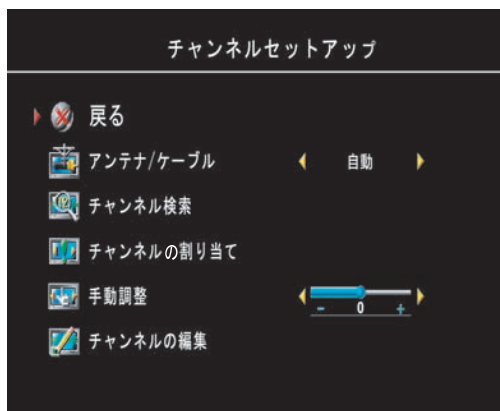 チャンネルセットアップ
戻る
アンテナ/ケーブル 自動
チャンネル検索
チャンネルの割り当て
手動調整
- 0 +
チャンネルの編集